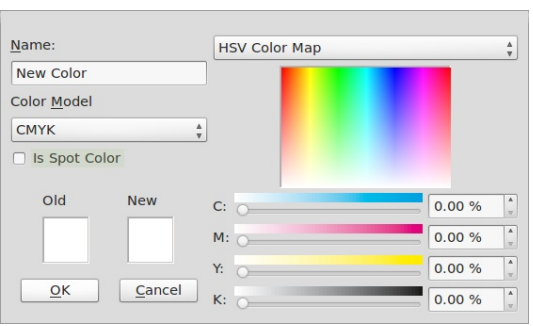 Name:
New Color
Color Model
CMYK
Is Spot Color
Old New
OK Cancel
HSV Color Map
C: 0.00 %
M: 0.00 %
Y: 0.00 %
K: 0.00 %